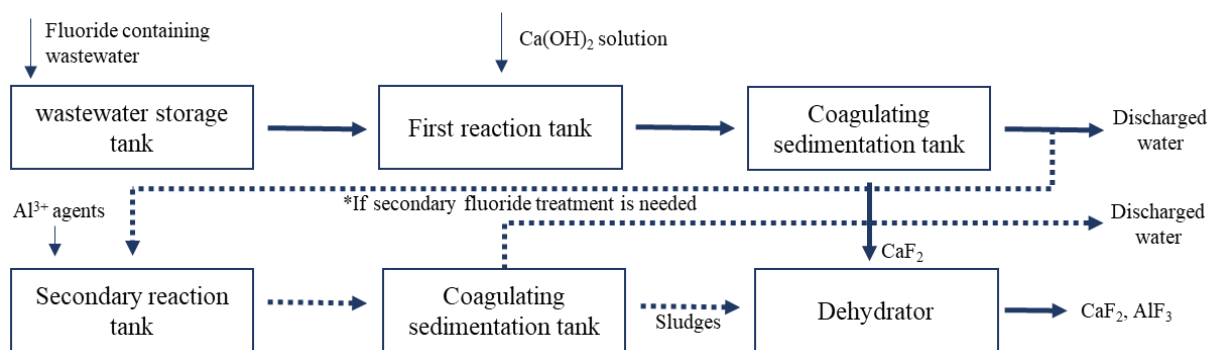 Fluoride containing
wastewater
Ca(OH)₂ solution
wastewater storage
tank
First reaction tank
Coagulating
sedimentation tank
Discharged
water
*If secondary fluoride treatment is needed
Al³⁺ agents
Discharged
water
CaF₂
Secondary reaction
tank
Coagulating
sedimentation tank
Sludges
Dehydrator
CaF₂, AlF₃